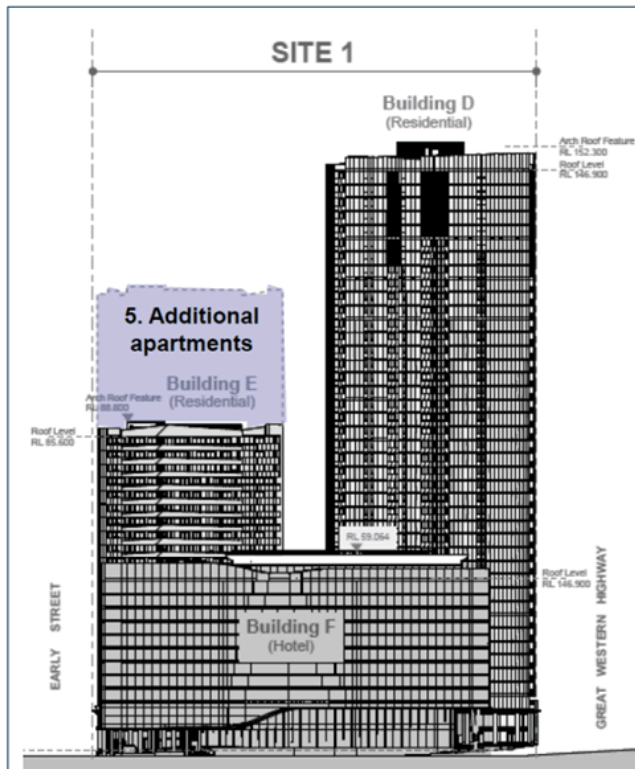 SITE 1
Building D
(Residential)
Arch Roof Feature
RL 152.300
Roof Level
RL 146.900
5. Additional
apartments
Building E
(Residential)
Arch Roof Feature
RL 88.800
Roof Level
RL 85.600
RL 59.064
Roof Level
RL 146.900
Building F
(Hotel)
EARLY STREET
GREAT WESTERN HIGHWAY